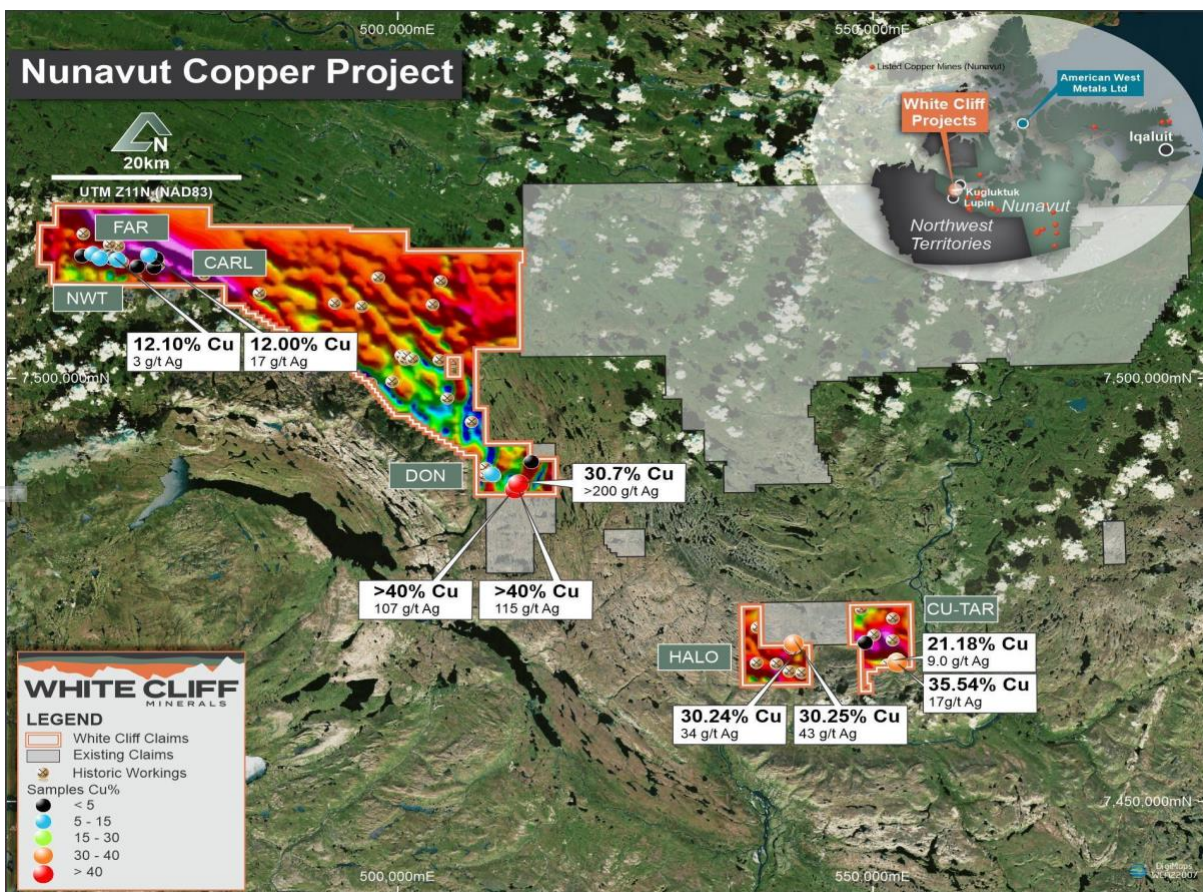 500,000mE
550,000mE
Nunavut Copper Project
N
20km
UTM Z11N (NAD83)
Listed Copper Mines (Nunavut)
American West
Metals Ltd
White Cliff
Projects
Iqaluit
Kugluktuk
Lupin
Nunavut
Northwest
Territories
FAR
CARL
NWT
12.10% Cu
3 g/t Ag
12.00% Cu
17 g/t Ag
7,500,000mN
7,500,000mN
DON
30.7% Cu
>200 g/t Ag
>40% Cu
107 g/t Ag
>40% Cu
115 g/t Ag
CU-TAR
HALO
21.18% Cu
9.0 g/t Ag
35.54% Cu
17g/t Ag
30.24% Cu
34 g/t Ag
30.25% Cu
43 g/t Ag
WHITE CLIFF
MINERALS
LEGEND
White Cliff Claims
Existing Claims
Historic Workings
Samples Cu%
< 5
5 - 15
15 - 30
30 - 40
> 40
7,450,000mN
500,000mE
550,000mE
DigiMaps